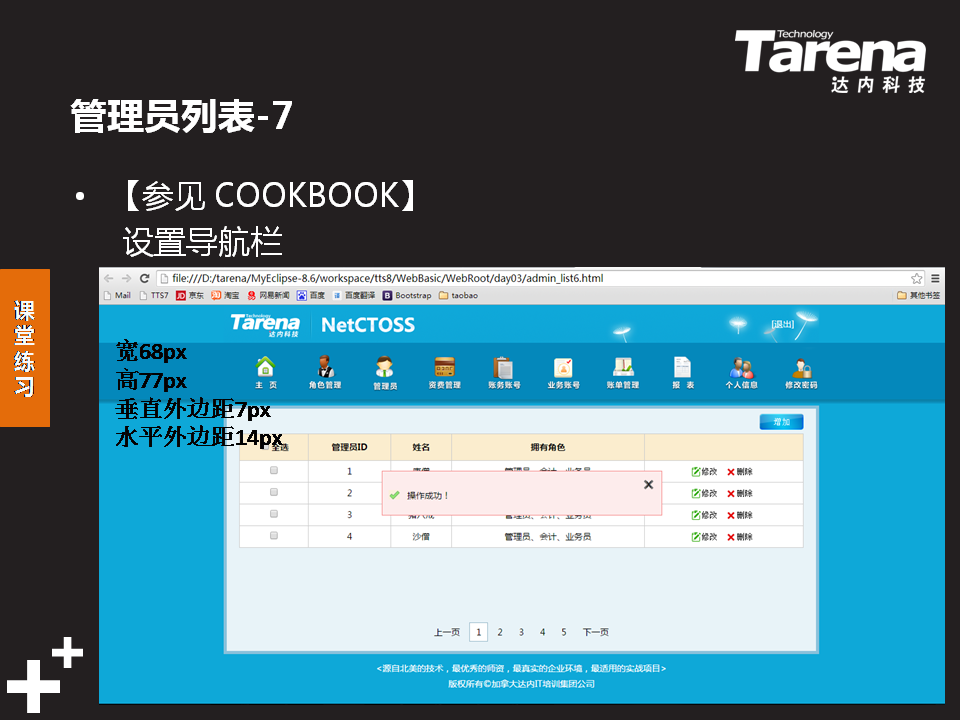 Technology
Tarena
达内科技
管理员列表-7
• 【参见 COOKBOOK】
设置导航栏
课堂练习
file:///D:/tarena/MyEclipse-8.6/workspace/tts8/WebBasic/WebRoot/day03/admin_list6.html
Mail TTS7 京东 淘宝 网易新闻 百度 百度翻译 Bootstrap taobao 其他书签
Technology
Tarena
达内科技
NetCTOSS
[退出]
宽68px
高77px
垂直外边距7px
水平外边距14px
主 页 角色管理 管理员 资费管理 账务账号 业务账号 账单管理 报 表 个人信息 修改密码
增加
全选 管理员ID 姓名 拥有角色
1 唐僧 管理员、会计、业务员 修改 删除
2 修改 删除
操作成功！
3 猪八戒 管理员、会计、业务员 修改 删除
4 沙僧 管理员、会计、业务员 修改 删除
上一页 1 2 3 4 5 下一页
<源自北美的技术，最优秀的师资，最真实的企业环境，最适用的实战项目>
版权所有©加拿大达内IT培训集团公司